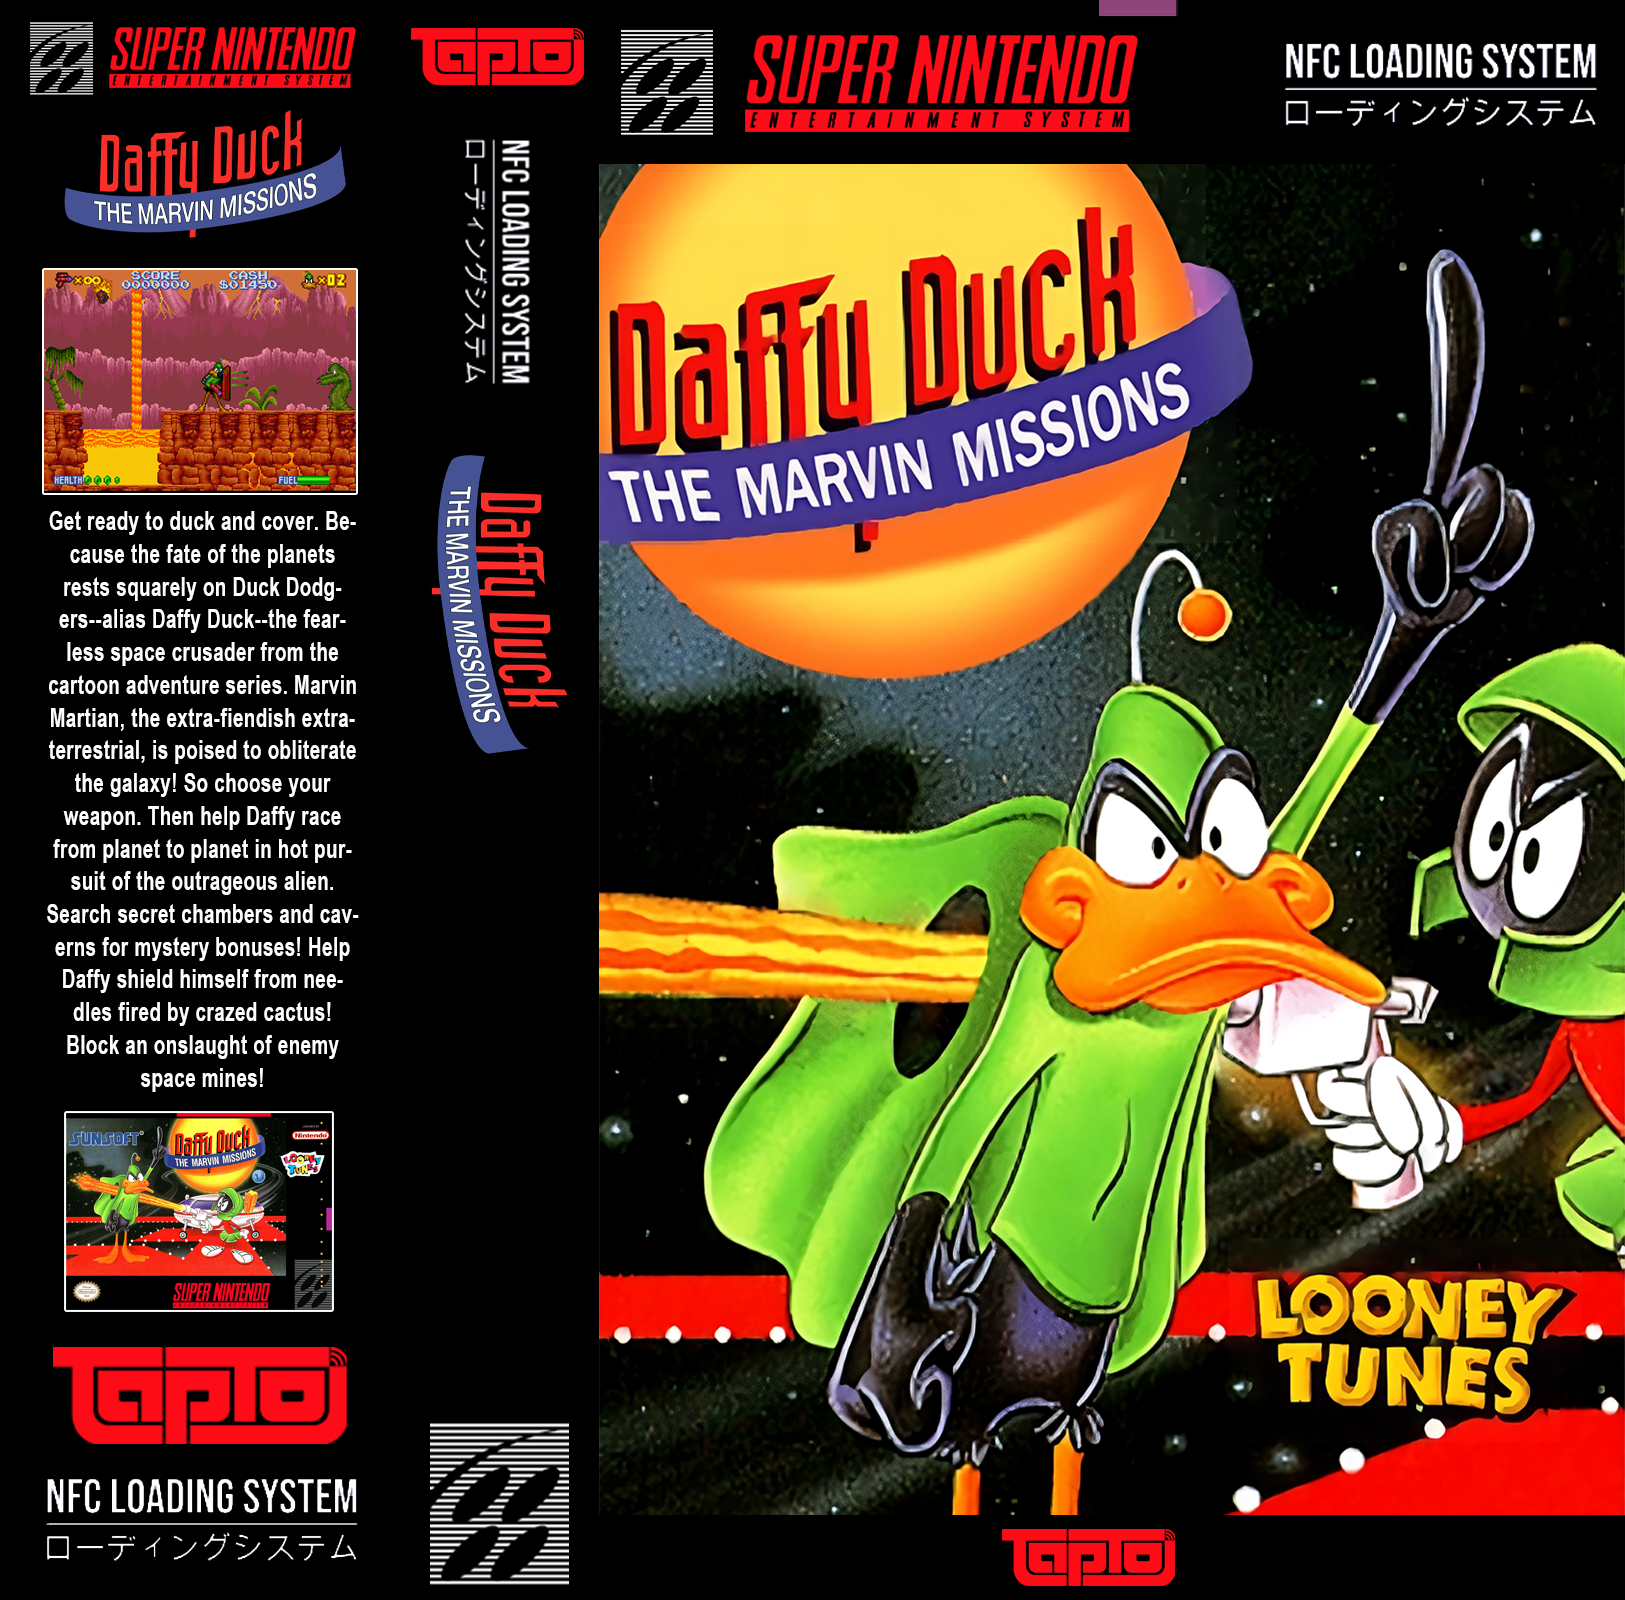 SUPER NINTENDO
ENTERTAINMENT SYSTEM
Daffy Duck
THE MARVIN MISSIONS
×00
SCORE
0000000
CASH
$01450
×02
HEALTH
FUEL
Get ready to duck and cover. Be-
cause the fate of the planets
rests squarely on Duck Dodg-
ers--alias Daffy Duck--the fear-
less space crusader from the
cartoon adventure series. Marvin
Martian, the extra-fiendish extra-
terrestrial, is poised to obliterate
the galaxy! So choose your
weapon. Then help Daffy race
from planet to planet in hot pur-
suit of the outrageous alien.
Search secret chambers and cav-
erns for mystery bonuses! Help
Daffy shield himself from nee-
dles fired by crazed cactus!
Block an onslaught of enemy
space mines!
SUNSOFT®
Daffy Duck
THE MARVIN MISSIONS
Nintendo
LOONEY
TUNES
SUPER NINTENDO
TapTo
NFC LOADING SYSTEM
ローディングシステム
TapTo
NFC LOADING SYSTEM
ローディングシステム
Daffy Duck
THE MARVIN MISSIONS
SUPER NINTENDO
ENTERTAINMENT SYSTEM
NFC LOADING SYSTEM
ローディングシステム
Daffy Duck
THE MARVIN MISSIONS
LOONEY
TUNES
TapTo